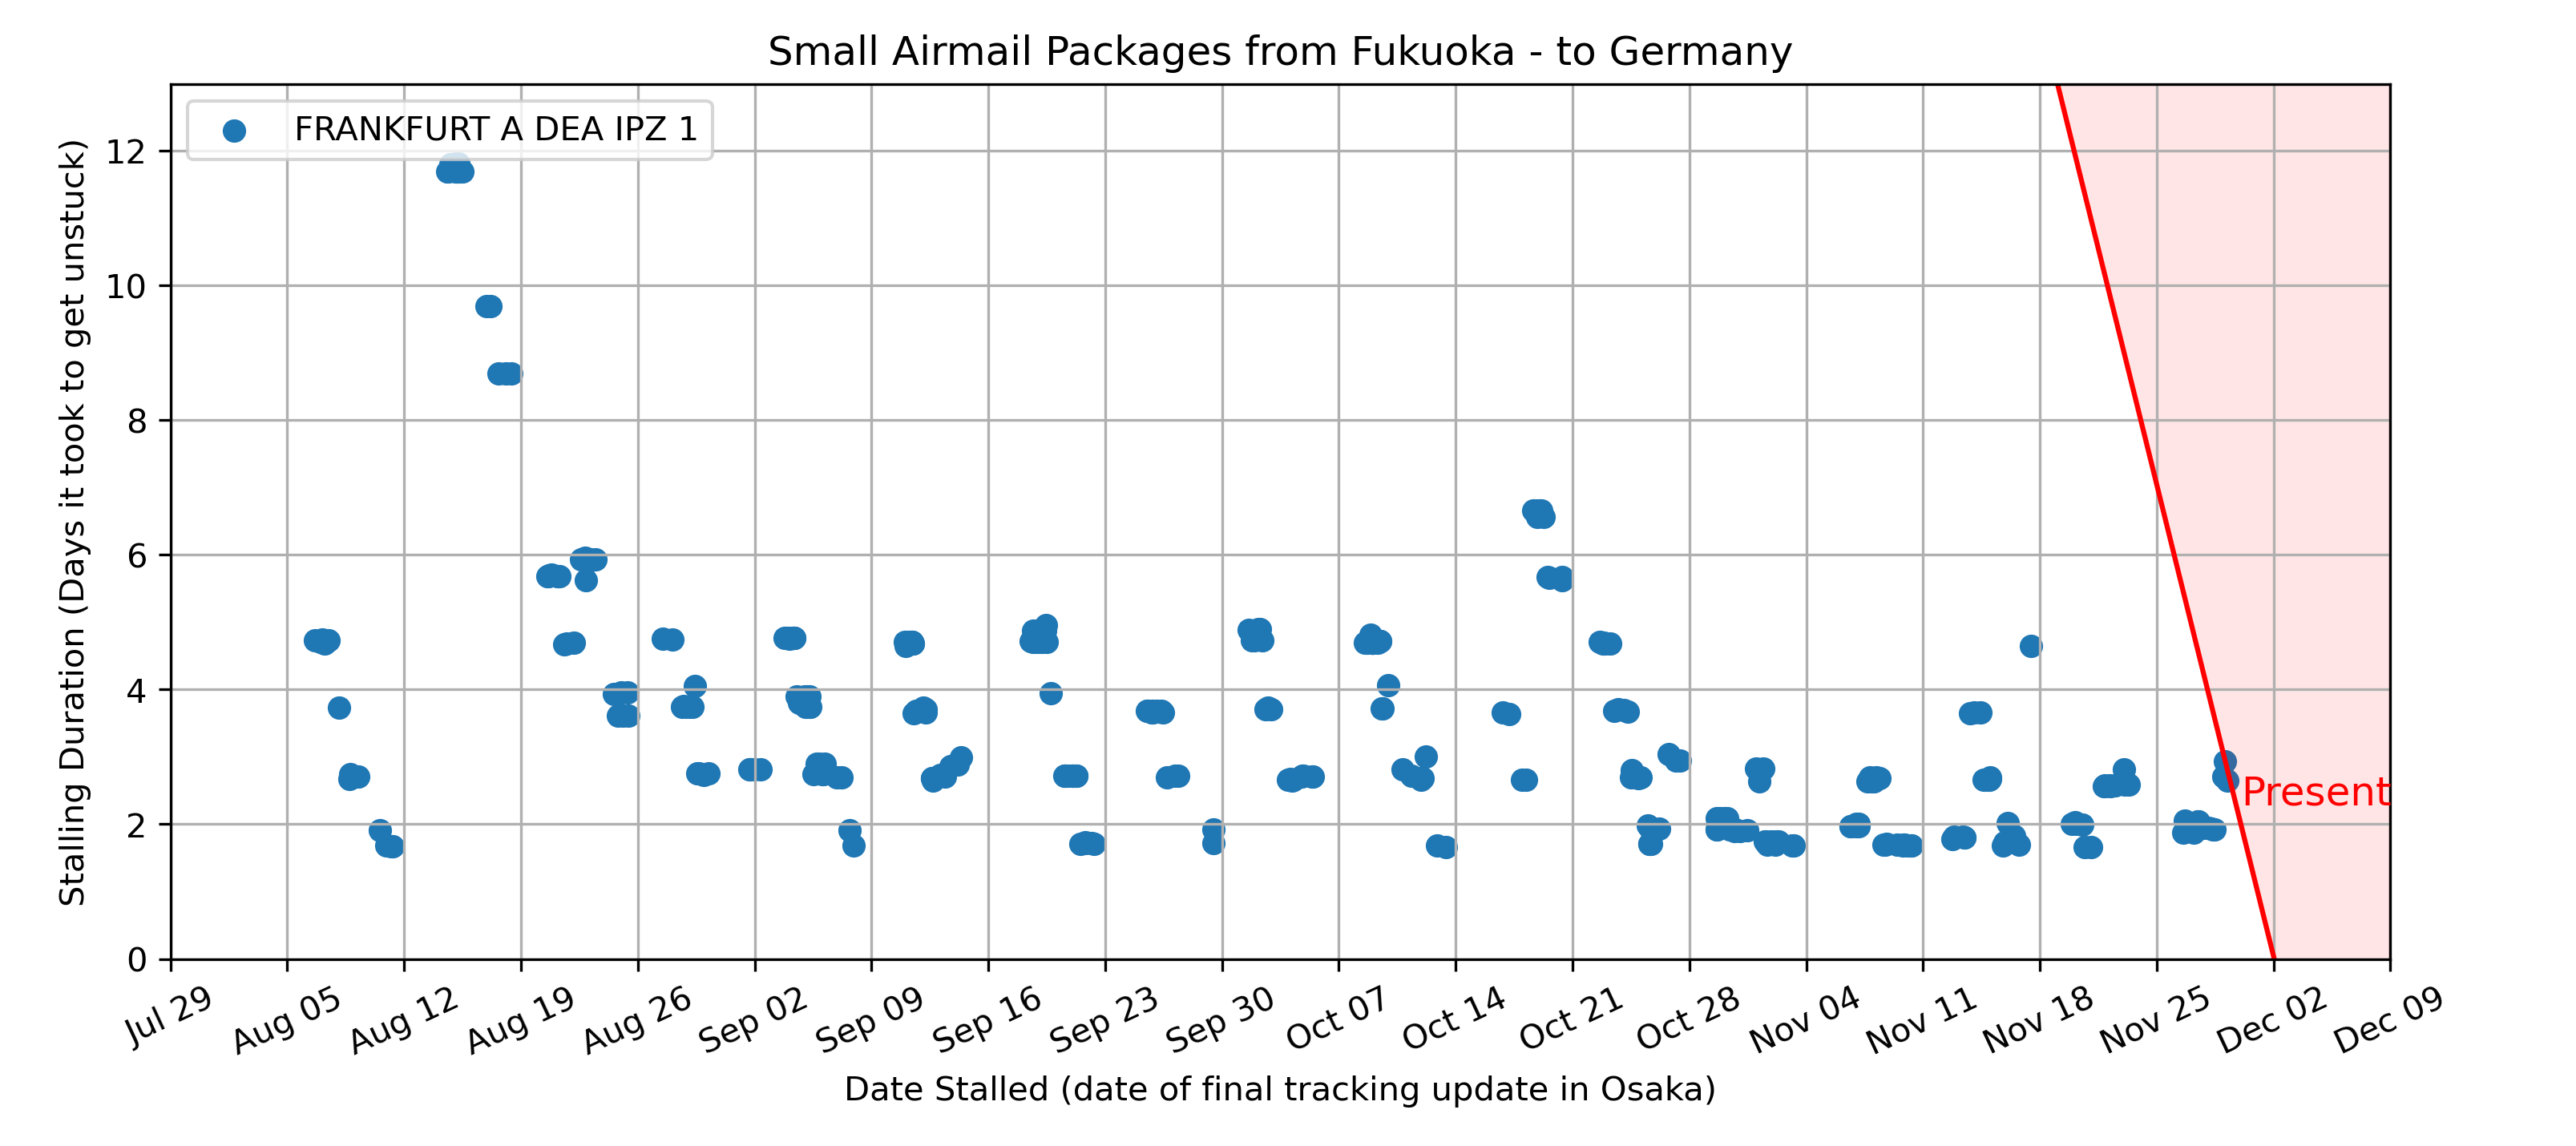 Small Airmail Packages from Fukuoka - to Germany
FRANKFURT A DEA IPZ 1
Stalling Duration (Days it took to get unstuck)
12
10
8
6
4
2
0
Present
Jul 29
Aug 05
Aug 12
Aug 19
Aug 26
Sep 02
Sep 09
Sep 16
Sep 23
Sep 30
Oct 07
Oct 14
Oct 21
Oct 28
Nov 04
Nov 11
Nov 18
Nov 25
Dec 02
Dec 09
Date Stalled (date of final tracking update in Osaka)